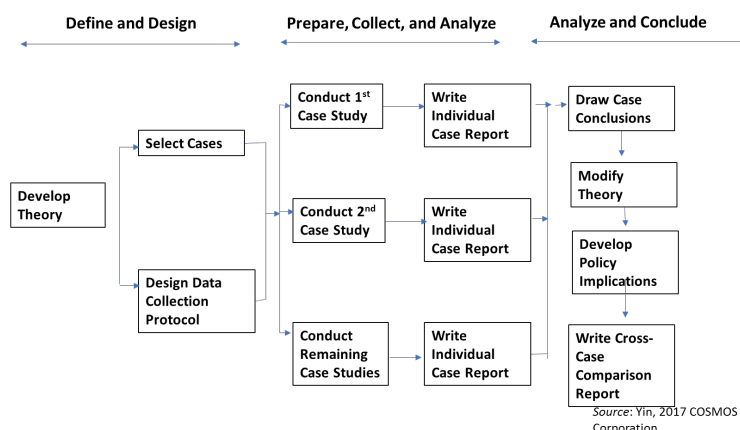 Define and Design
Prepare, Collect, and Analyze
Analyze and Conclude
Develop
Theory
Select Cases
Design Data
Collection
Protocol
Conduct 1st
Case Study
Write
Individual
Case Report
Conduct 2nd
Case Study
Write
Individual
Case Report
Conduct
Remaining
Case Studies
Write
Individual
Case Report
Draw Case
Conclusions
Modify
Theory
Develop
Policy
Implications
Write Cross-
Case
Comparison
Report
Source: Yin, 2017 COSMOS
Corporation